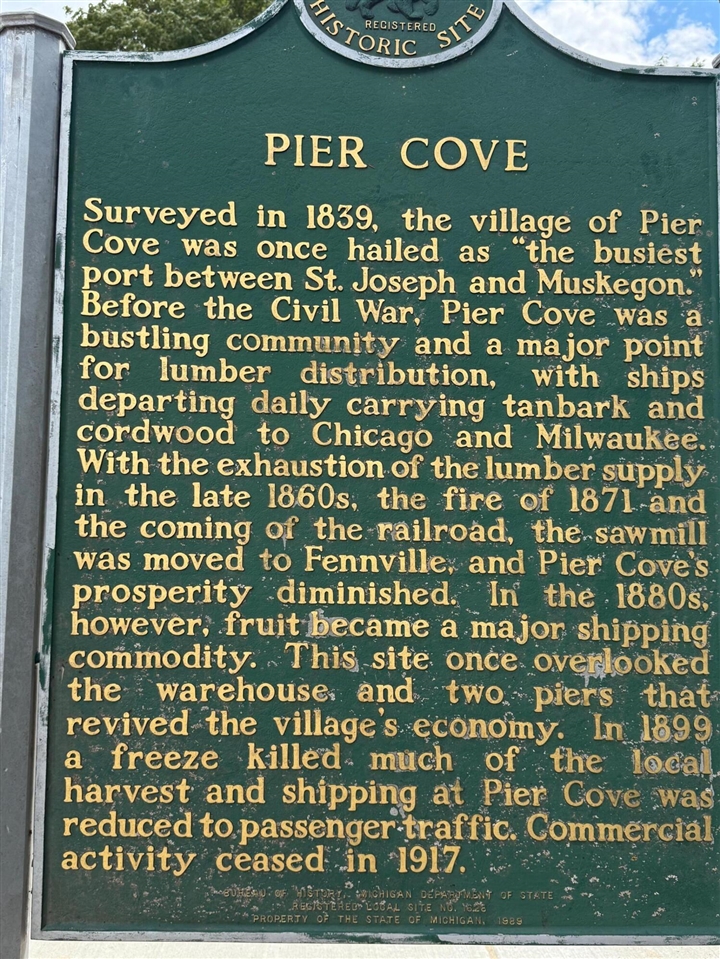 REGISTERED
HISTORIC SITE
PIER COVE
Surveyed in 1839, the village of Pier
Cove was once hailed as "the busiest
port between St. Joseph and Muskegon."
Before the Civil War, Pier Cove was a
bustling community and a major point
for lumber distribution, with ships
departing daily carrying tanbark and
cordwood to Chicago and Milwaukee.
With the exhaustion of the lumber supply
in the late 1860s, the fire of 1871 and
the coming of the railroad, the sawmill
was moved to Fennville, and Pier Cove's
prosperity diminished. In the 1880s,
however, fruit became a major shipping
commodity. This site once overlooked
the warehouse and two piers that
revived the village's economy. In 1899
a freeze killed much of the local
harvest and shipping at Pier Cove was
reduced to passenger traffic. Commercial
activity ceased in 1917.
BUREAU OF HISTORY, MICHIGAN DEPARTMENT OF STATE
REGISTERED LOCAL SITE NO.
PROPERTY OF THE STATE OF MICHIGAN, 1989